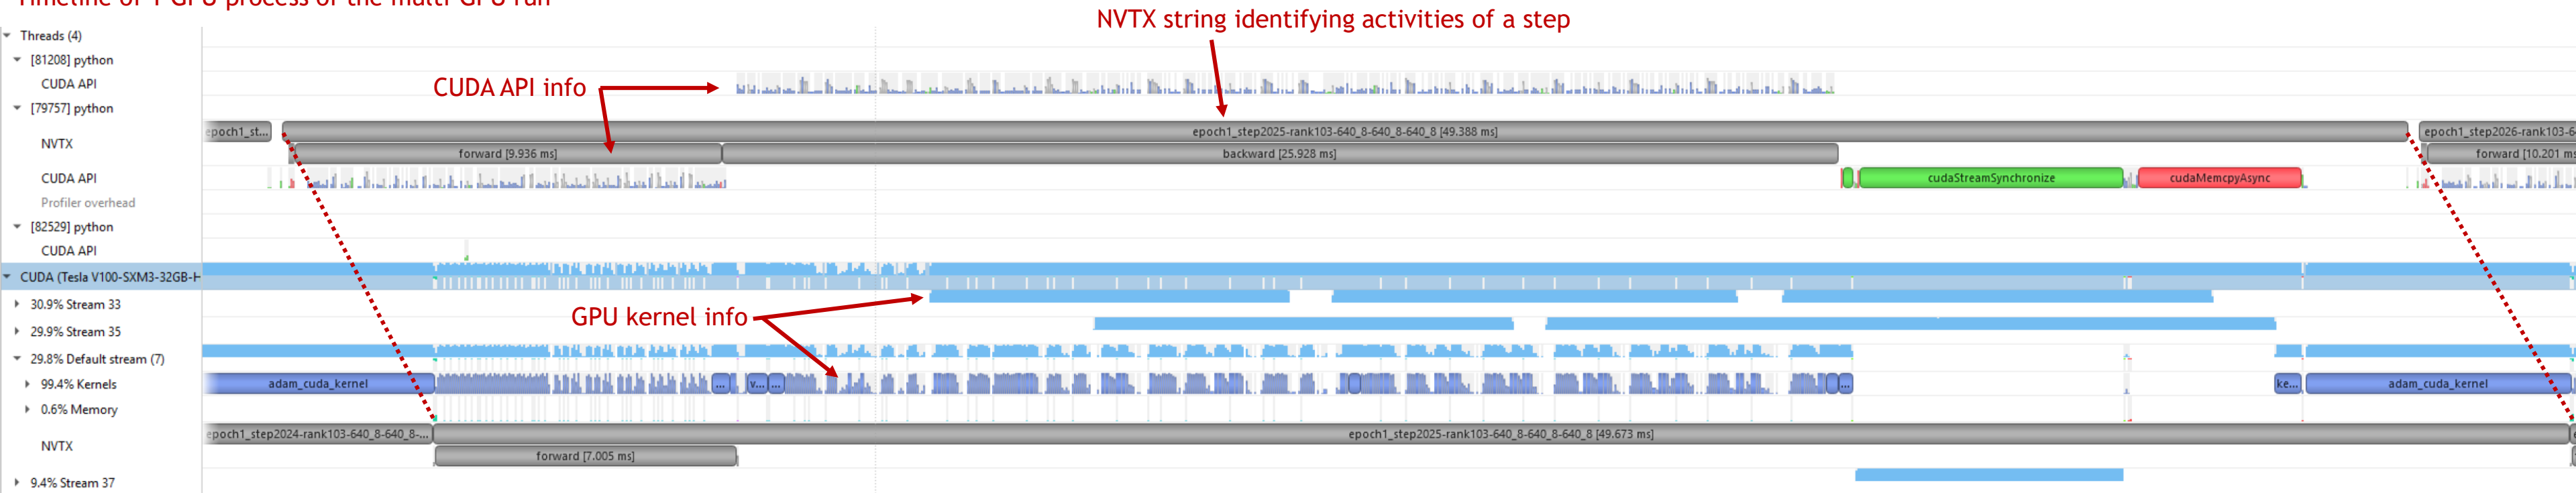 Timeline of 1 GPU process of the multi GPU run
NVTX string identifying activities of a step
Threads (4)
[81208] python
CUDA API info
CUDA API
[79757] python
epoch1_st...
epoch1_step2025-rank103-640_8-640_8-640_8 [49.388 ms]
epoch1_step2026-rank103-6
NVTX
forward [9.936 ms]
backward [25.928 ms]
forward [10.201 ms
CUDA API
cudaStreamSynchronize
cudaMemcpyAsync
Profiler overhead
[82529] python
CUDA API
CUDA (Tesla V100-SXM3-32GB-H
30.9% Stream 33
GPU kernel info
29.9% Stream 35
29.8% Default stream (7)
99.4% Kernels
adam_cuda_kernel
...
v...
...
...
ke...
adam_cuda_kernel
0.6% Memory
epoch1_step2024-rank103-640_8-640_8-...
epoch1_step2025-rank103-640_8-640_8-640_8 [49.673 ms]
NVTX
forward [7.005 ms]
9.4% Stream 37